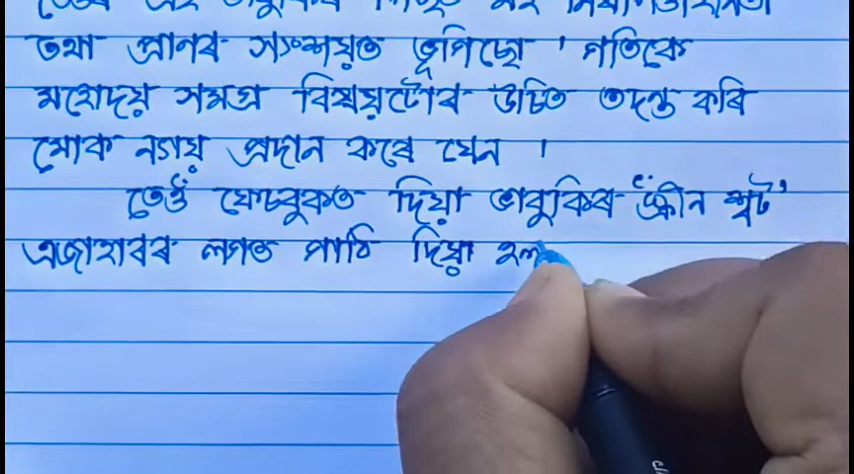 তথা প্ৰাণৰ সংশয়ত ভূগিছো । গতিকে
মহোদয় সমগ্ৰ বিষয়টোৰ উচিত তদন্ত কৰি
মোক ন্যায় প্ৰদান কৰে যেন ।
তেওঁ ফেচবুকত দিয়া ভাবুকিৰ "স্ক্ৰীন শ্বট"
এজাহাৰৰ লগত পাঠি দিয়া হল